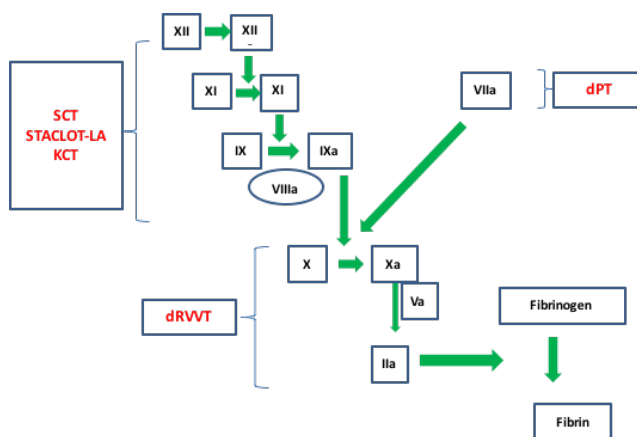 XII
XII
XI
XI
SCT
STACLOT-LA
KCT
VIIa
dPT
IX
IXa
VIIIa
X
Xa
Va
dRVVT
Fibrinogen
IIa
Fibrin